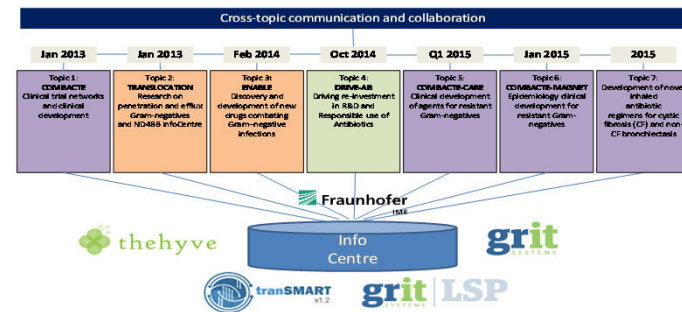 Cross-topic communication and collaboration
Jan 2013
Jan 2013
Feb 2014
Oct 2014
Q1 2015
Jan 2015
2015
Topic 1:
COMBACTE
Clinical trial networks and
clinical
development
Topic 2:
TRANSLOCATION
Research on
penetration and efflux
Gram-negatives
and ND4BB InfoCentre
Topic 3:
ENABLE
Discovery and
development of new
drugs combating
Gram–negative
infections
Topic 4:
DRIVE-AB
Driving re-investment
in R&D and
Responsible use of
Antibiotics
Topic 5:
COMBACTE-CARE
Clinical development
of agents for resistant
Gram-negatives
Topic 6:
COMBACTE-MAGNET
Epidemiology clinical
development for
resistant Gram-
negatives
Topic 7:
Development of nove
inhaled
antibiotic
regimens for cystic
fibrosis (CF) and non-
CF bronchiectasis
Fraunhofer
IME
Info
Centre
thehyve
grit
SYSTEMS
tranSMART
v1.2
grit LSP
SYSTEMS